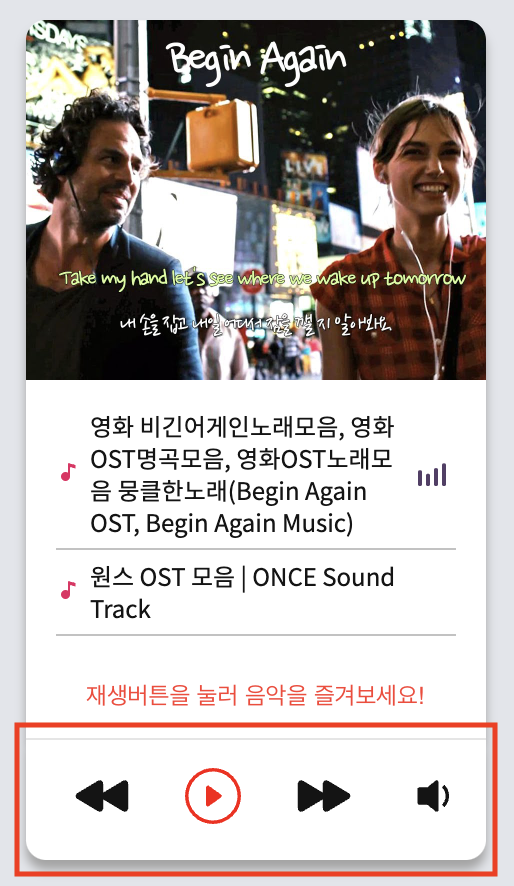 SDAYS
Begin Again
Take my hand let's see where we wake up tomorrow
내 손을 잡고 내일 어디서 잠을 깰 지 알아봐요
영화 비긴어게인노래모음, 영화
OST명곡모음, 영화OST노래모
음 뭉클한노래(Begin Again
OST, Begin Again Music)
원스 OST 모음 | ONCE Sound
Track
재생버튼을 눌러 음악을 즐겨보세요!